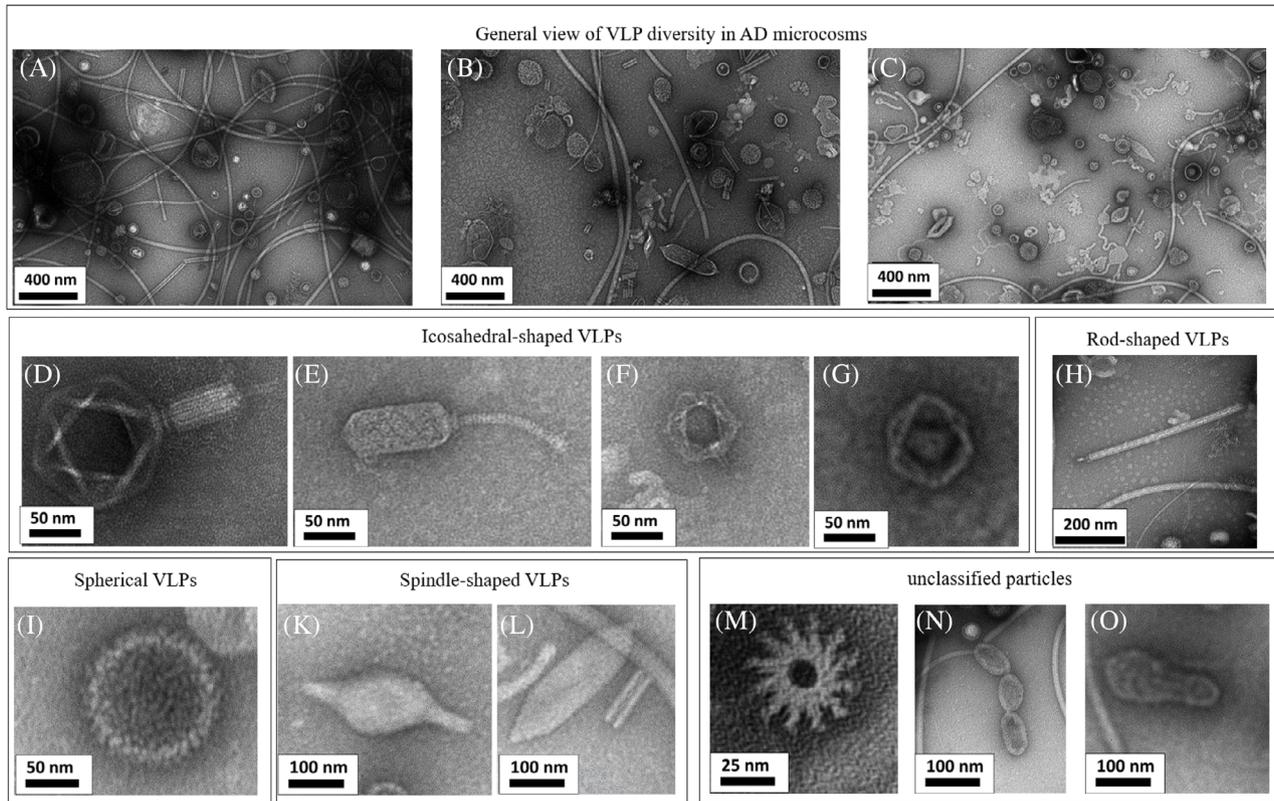 General view of VLP diversity in AD microcosms
(A)
(B)
(C)
400 nm
400 nm
400 nm
Icosahedral-shaped VLPs
Rod-shaped VLPs
(D)
(E)
(F)
(G)
(H)
50 nm
50 nm
50 nm
50 nm
200 nm
Spherical VLPs
Spindle-shaped VLPs
unclassified particles
(I)
(K)
(L)
(M)
(N)
(O)
50 nm
100 nm
100 nm
25 nm
100 nm
100 nm